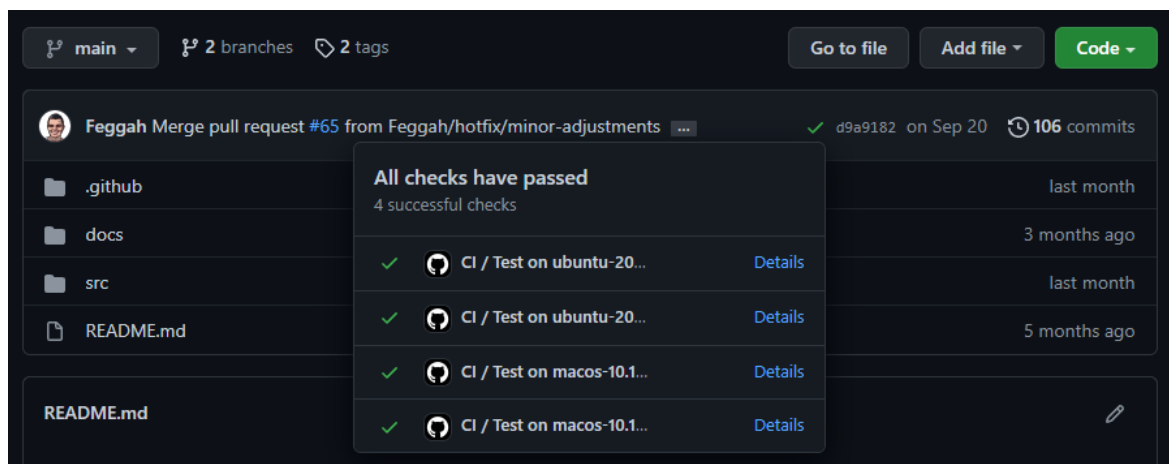 main 2 branches 2 tags Go to file Add file Code
Feggah Merge pull request #65 from Feggah/hotfix/minor-adjustments ... d9a9182 on Sep 20 106 commits
All checks have passed
4 successful checks
.github last month
docs 3 months ago
src last month
README.md 5 months ago
CI / Test on ubuntu-20... Details
CI / Test on ubuntu-20... Details
CI / Test on macos-10.1... Details
CI / Test on macos-10.1... Details
README.md